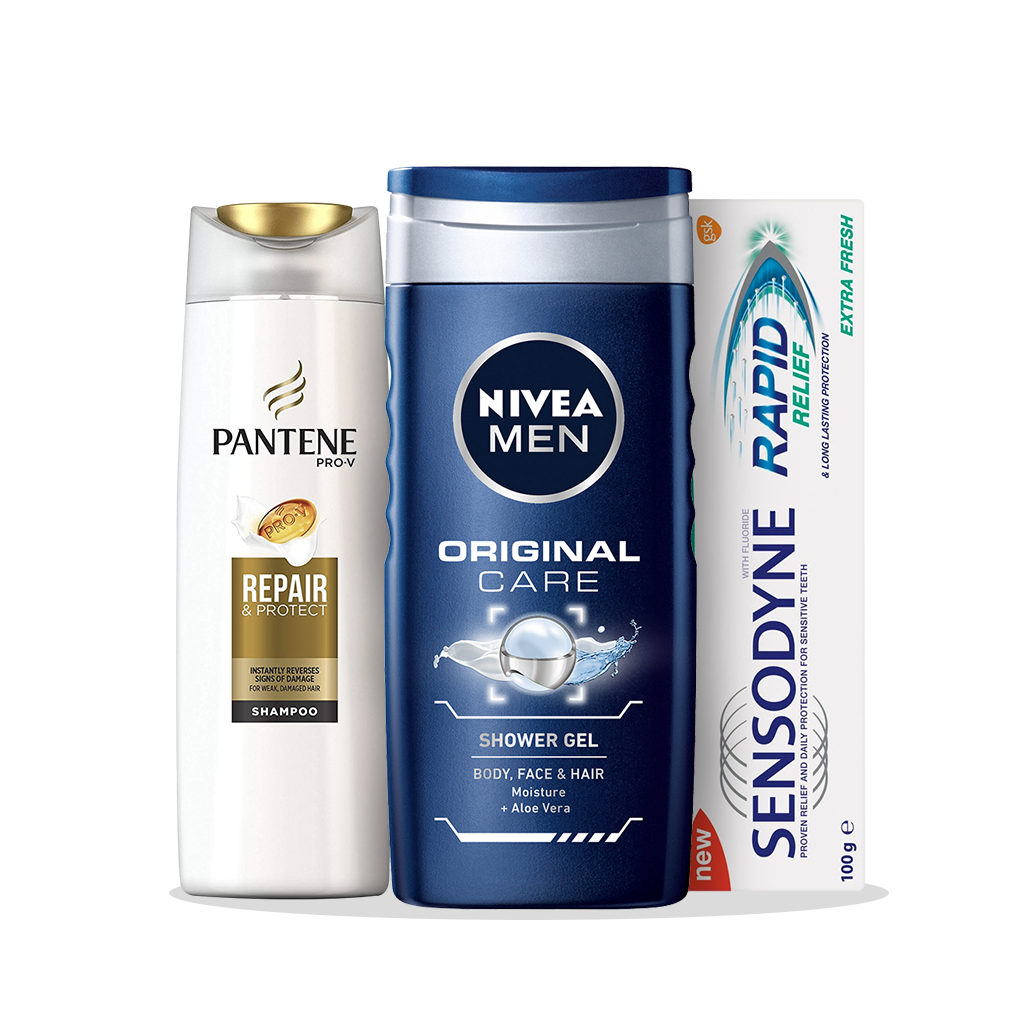 PANTENE
PRO-V
PRO-V
REPAIR
& PROTECT
INSTANTLY REVERSES
SIGNS OF DAMAGE
FOR WEAK, DAMAGED HAIR
SHAMPOO
NIVEA
MEN
ORIGINAL
CARE
SHOWER GEL
BODY, FACE & HAIR
Moisture
+ Aloe Vera
gsk
new
WITH FLUORIDE
SENSODYNE
PROVEN RELIEF AND DAILY PROTECTION FOR SENSITIVE TEETH
RAPID
RELIEF
& LONG LASTING PROTECTION
EXTRA FRESH
100 g ℮